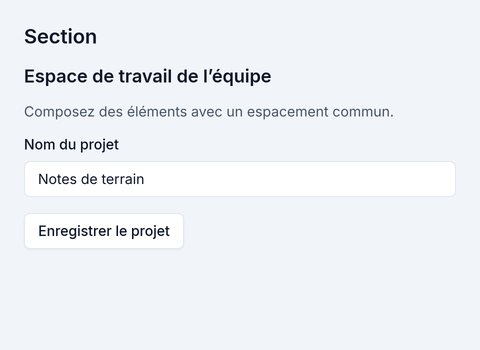 Section
Espace de travail de l’équipe
Composez des éléments avec un espacement commun.
Nom du projet
Notes de terrain
Enregistrer le projet